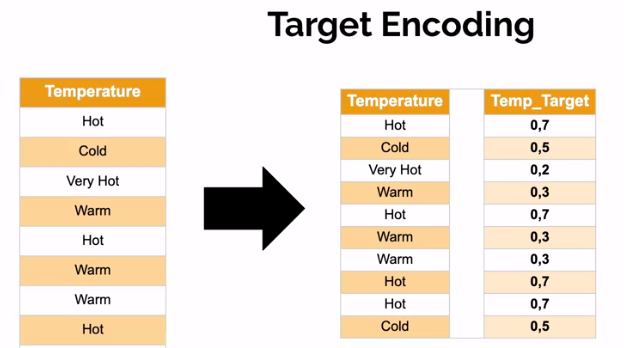 Target Encoding
Temperature
Hot
Cold
Very Hot
Warm
Hot
Warm
Warm
Hot
Temperature Temp_Target
Hot 0,7
Cold 0,5
Very Hot 0,2
Warm 0,3
Hot 0,7
Warm 0,3
Warm 0,3
Hot 0,7
Hot 0,7
Cold 0,5